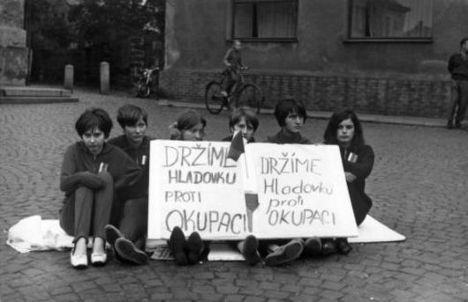 DRŽÍME
HLADOVKU
PROTI
OKUPACI
DRŽÍME
HLADOVKU
PROTI
OKUPACI